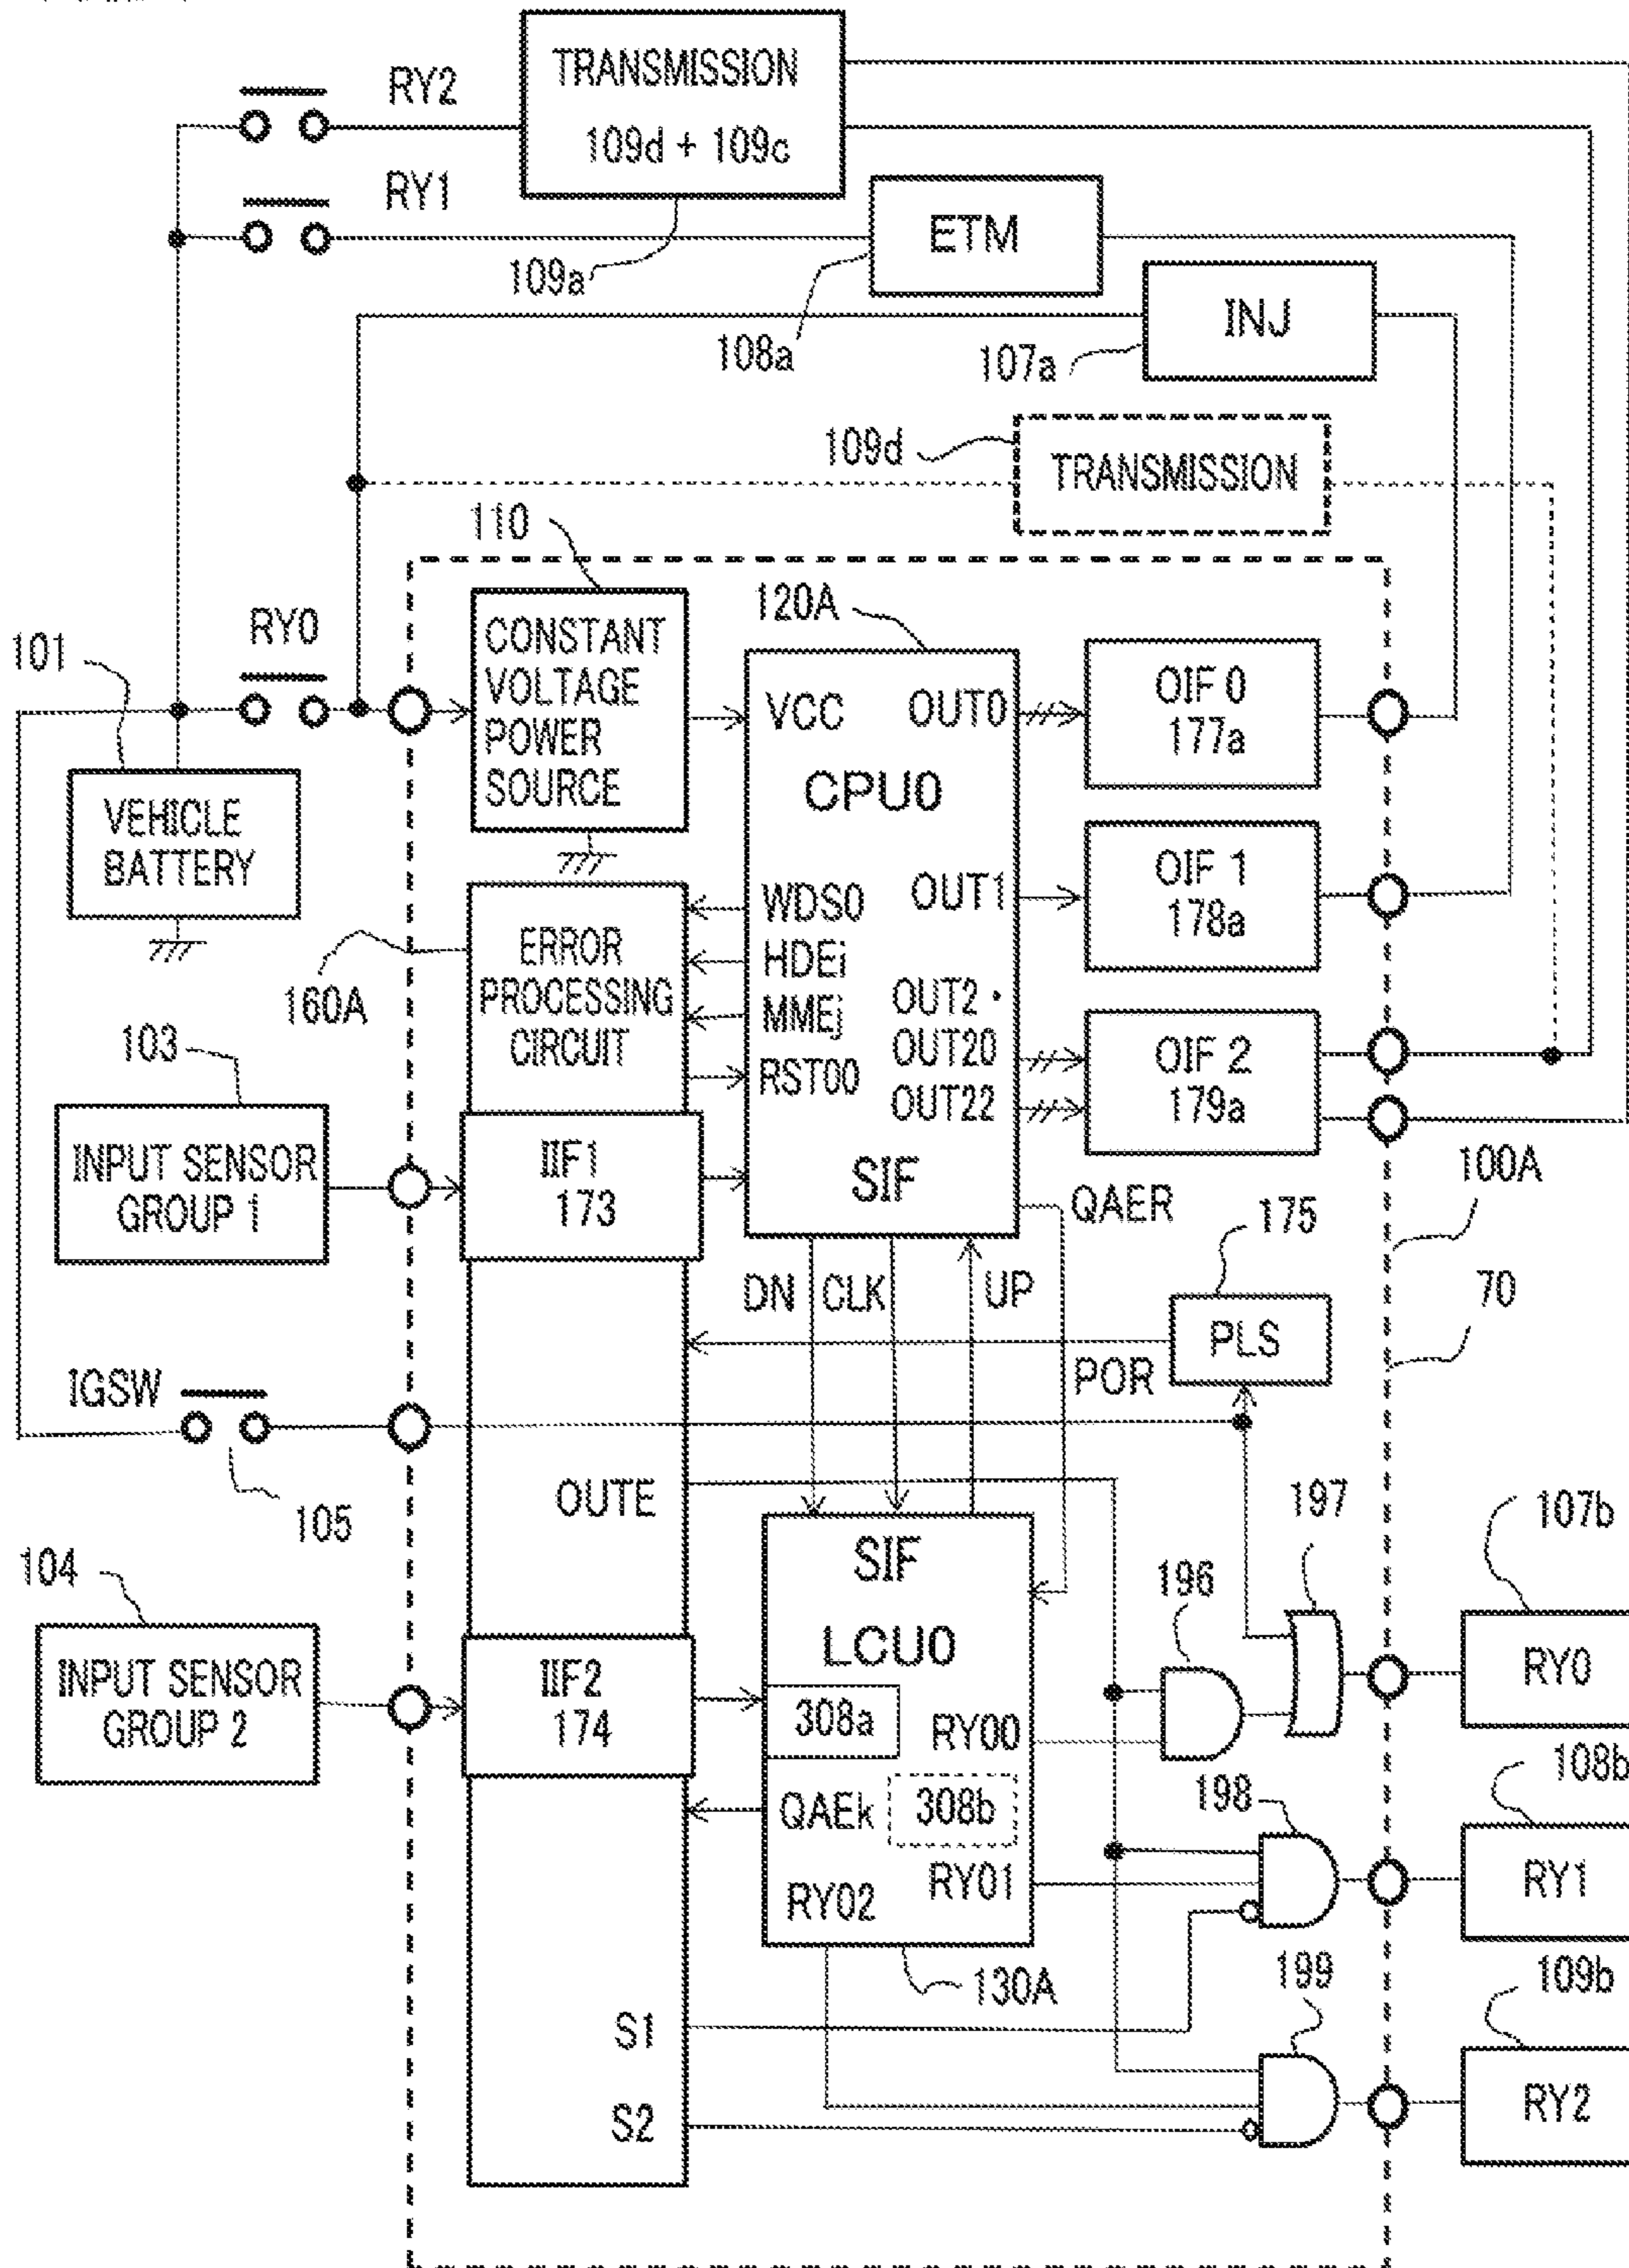 TRANSMISSION
109d + 109c
RY2
RY1
ETM
109a
INJ
108a
107a
109d
TRANSMISSION
110
120A
RY0
101
CONSTANT
VOLTAGE
POWER
SOURCE
VCC
OUT0
OIF 0
177a
CPU0
VEHICLE
BATTERY
WDS0
OUT1
OIF 1
178a
ERROR
PROCESSING
CIRCUIT
HDEi
160A
MMEj
OUT2・
OUT20
OUT22
OIF 2
179a
103
RST00
INPUT SENSOR
GROUP 1
IIF1
173
SIF
QAER
100A
175
DN
CLK
UP
70
PLS
POR
IGSW
OUTE
105
197
107b
104
SIF
196
LCU0
INPUT SENSOR
GROUP 2
IIF2
174
308a
RY00
RY0
108b
QAEk
308b
198
RY02
RY01
RY1
130A
199
109b
S1
S2
RY2